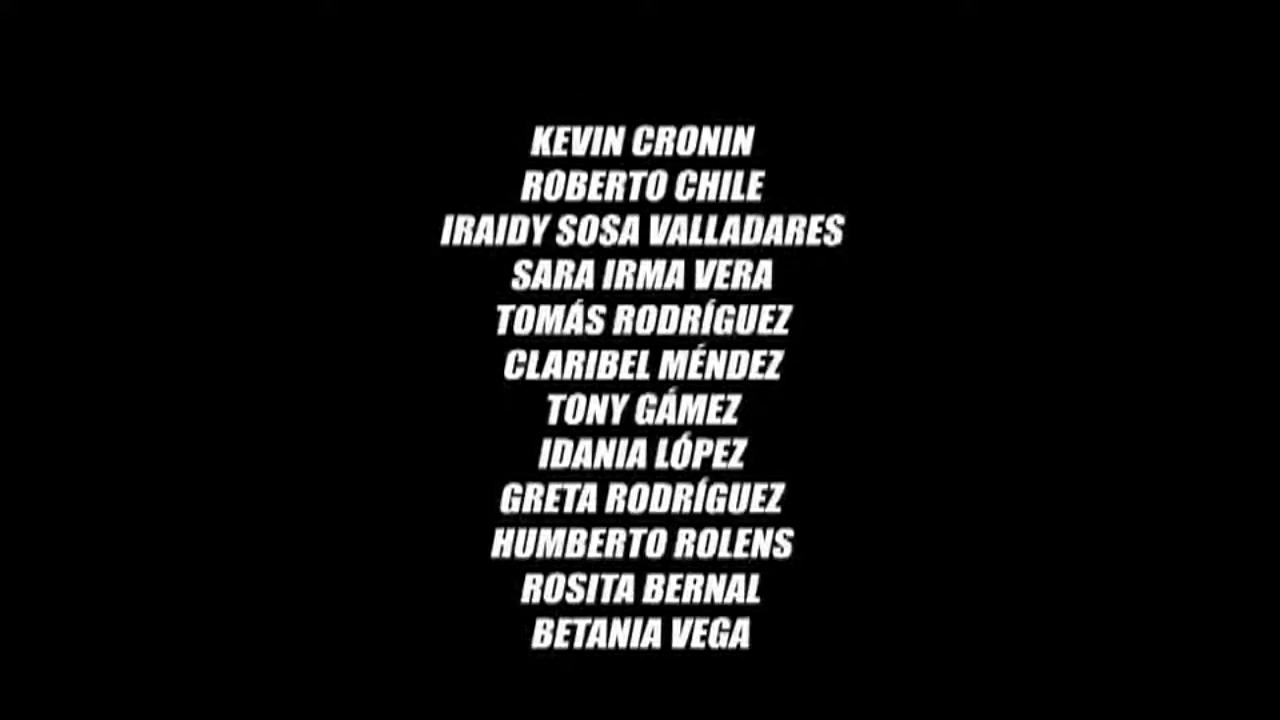 KEVIN CRONIN
ROBERTO CHILE
IRAIDY SOSA VALLADARES
SARA IRMA VERA
TOMÁS RODRÍGUEZ
CLARIBEL MÉNDEZ
TONY GÁMEZ
IDANIA LÓPEZ
GRETA RODRÍGUEZ
HUMBERTO ROLENS
ROSITA BERNAL
BETANIA VEGA